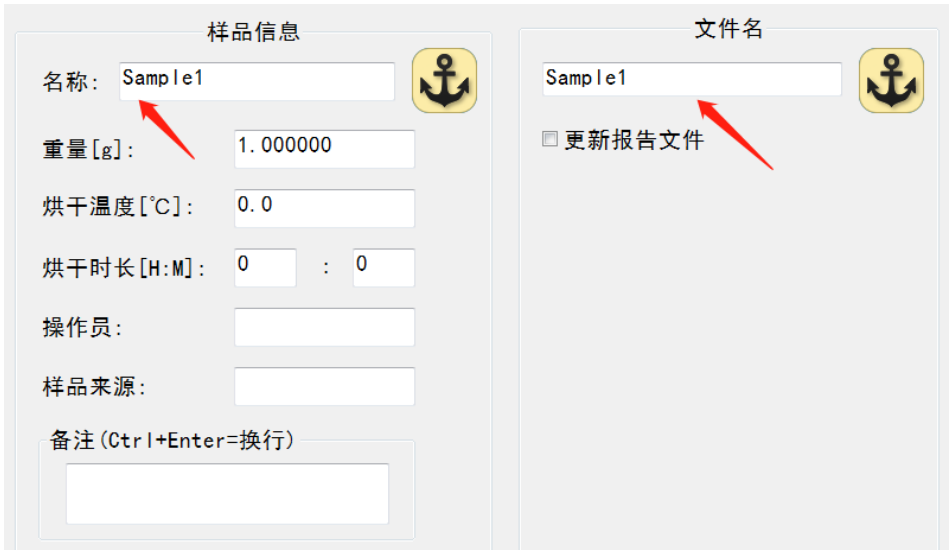 样品信息
名称: Sample1
重量[g]: 1.000000
烘干温度[℃]: 0.0
烘干时长[H:M]: 0 : 0
操作员:
样品来源:
备注(Ctrl+Enter=换行)
文件名
Sample1
更新报告文件